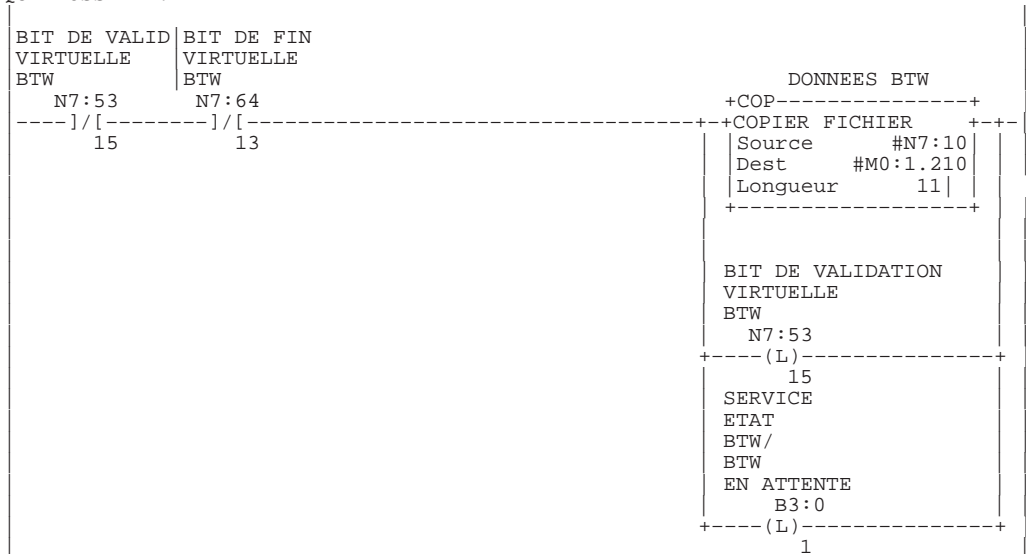 BIT DE VALID|BIT DE FIN
VIRTUELLE |VIRTUELLE
BTW |BTW DONNEES BTW
N7:53 N7:64 +COP---------------+
----]/[--------]/[-----------------------------------+-+COPIER FICHIER +-+-
15 13 |Source #N7:10|
|Dest #M0:1.210|
|Longueur 11|
+-------------------+
BIT DE VALIDATION
VIRTUELLE
BTW
N7:53
+----(L)---------------+
15
SERVICE
ETAT
BTW/
BTW
EN ATTENTE
B3:0
+----(L)---------------+
1